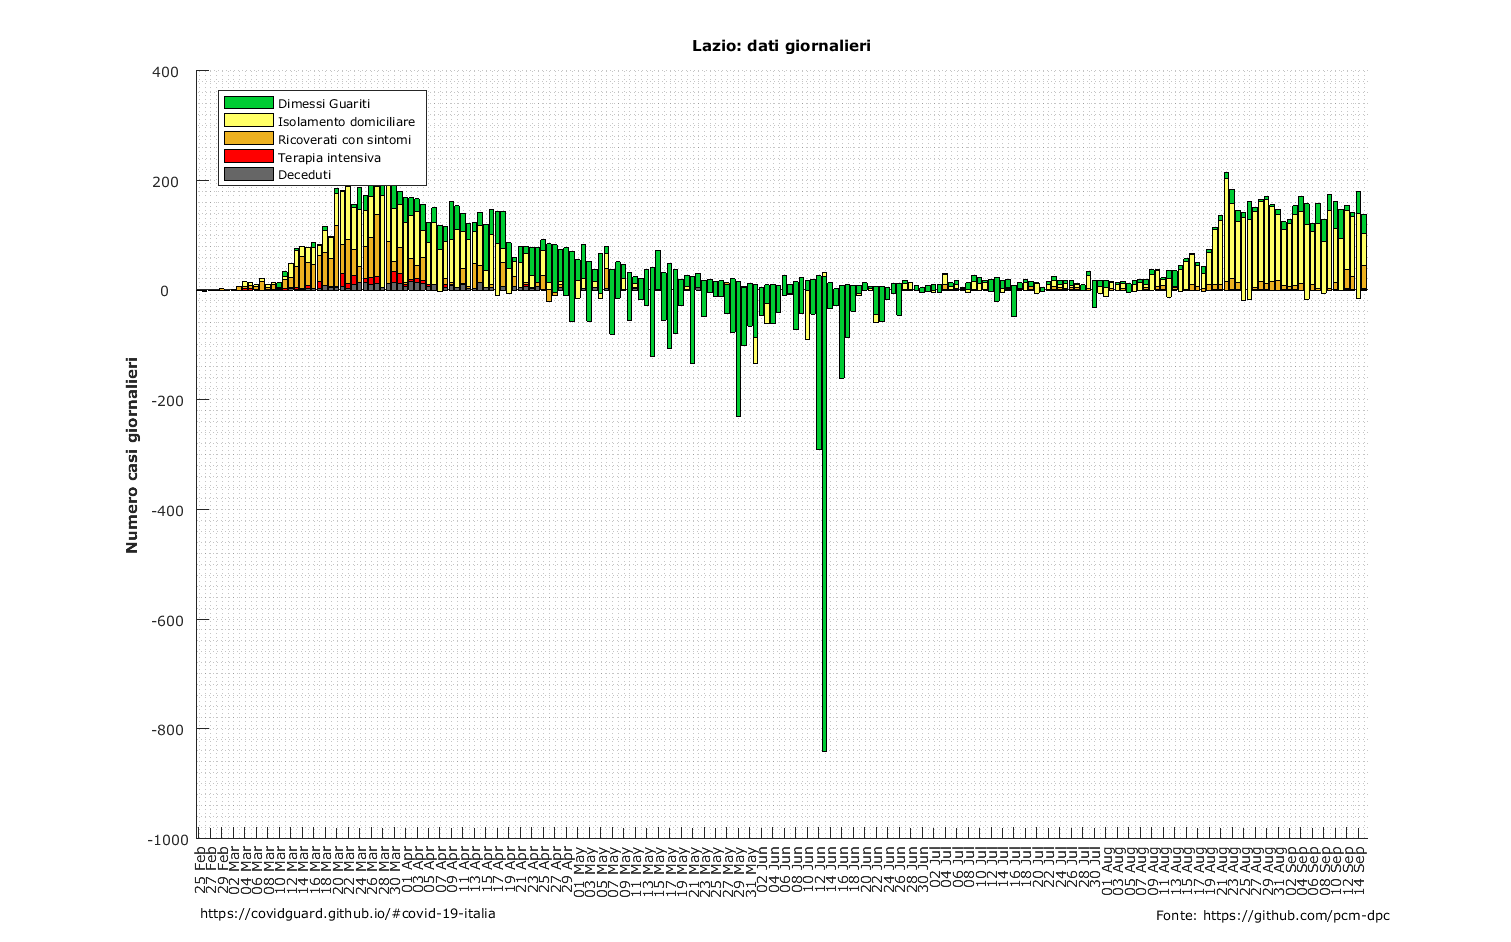 Lazio: dati giornalieri
400
200
0
-200
-400
-600
-800
-1000
Numero casi giornalieri
Dimessi Guariti
Isolamento domiciliare
Ricoverati con sintomi
Terapia intensiva
Deceduti
25 Feb
27 Feb
29 Feb
02 Mar
04 Mar
06 Mar
08 Mar
10 Mar
12 Mar
14 Mar
16 Mar
18 Mar
20 Mar
22 Mar
24 Mar
26 Mar
28 Mar
30 Mar
01 Apr
03 Apr
05 Apr
07 Apr
09 Apr
11 Apr
13 Apr
15 Apr
17 Apr
19 Apr
21 Apr
23 Apr
25 Apr
27 Apr
29 Apr
01 May
03 May
05 May
07 May
09 May
11 May
13 May
15 May
17 May
19 May
21 May
23 May
25 May
27 May
29 May
31 May
02 Jun
04 Jun
06 Jun
08 Jun
10 Jun
12 Jun
14 Jun
16 Jun
18 Jun
20 Jun
22 Jun
24 Jun
26 Jun
28 Jun
30 Jun
02 Jul
04 Jul
06 Jul
08 Jul
10 Jul
12 Jul
14 Jul
16 Jul
18 Jul
20 Jul
22 Jul
24 Jul
26 Jul
28 Jul
30 Jul
01 Aug
03 Aug
05 Aug
07 Aug
09 Aug
11 Aug
13 Aug
15 Aug
17 Aug
19 Aug
21 Aug
23 Aug
25 Aug
27 Aug
29 Aug
31 Aug
02 Sep
04 Sep
06 Sep
08 Sep
10 Sep
12 Sep
14 Sep
https://covidguard.github.io/#covid-19-italia
Fonte: https://github.com/pcm-dpc